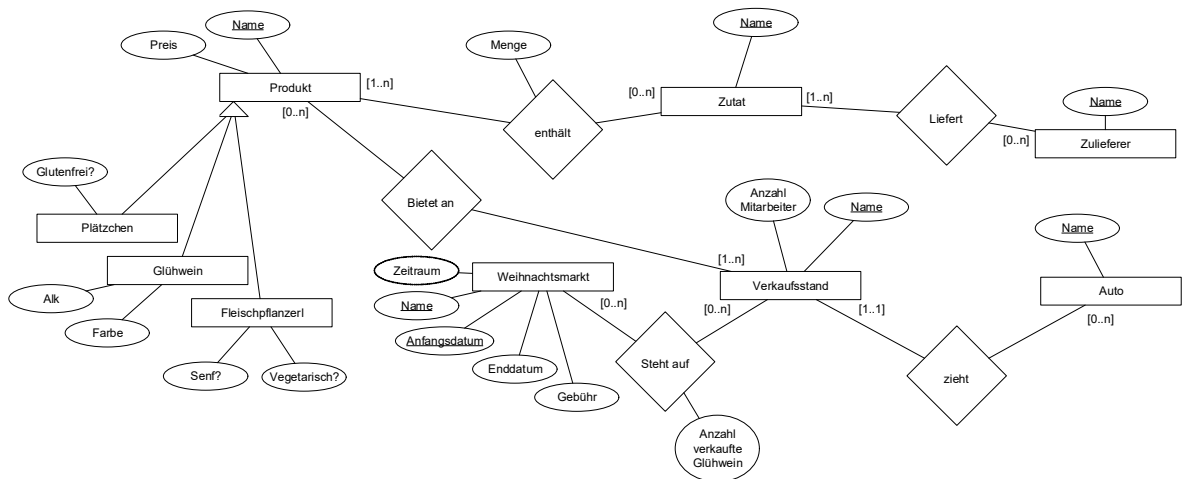 Name
Name
Preis
Menge
[1..n]
Produkt
[0..n]
Zutat
[1..n]
Name
[0..n]
Liefert
enthält
[0..n]
Zulieferer
Glutenfrei?
Anzahl
Mitarbeiter
Bietet an
Name
Plätzchen
Name
[1..n]
Zeitraum
Weihnachtsmarkt
Glühwein
Verkaufsstand
Auto
Alk
Name
[0..n]
[0..n]
[1..1]
Fleischpflanzerl
[0..n]
Farbe
Anfangsdatum
Steht auf
Enddatum
Senf?
Vegetarisch?
zieht
Gebühr
Anzahl
verkaufte
Glühwein